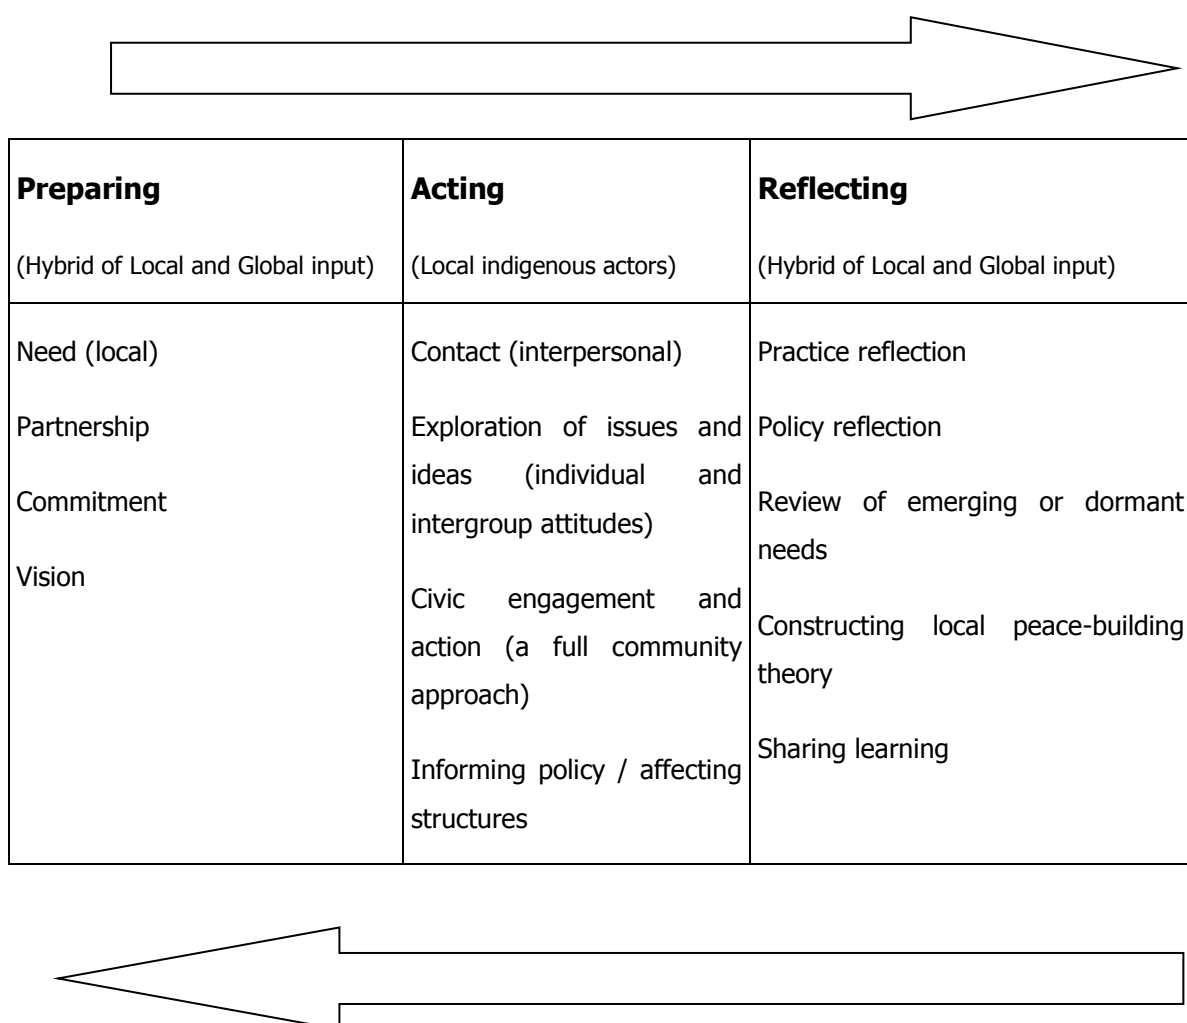 Preparing
(Hybrid of Local and Global input)
Need (local)
Partnership
Commitment
Vision
Acting
(Local indigenous actors)
Contact (interpersonal)
Exploration of issues and
ideas (individual and
intergroup attitudes)
Civic engagement and
action (a full community
approach)
Informing policy / affecting
structures
Reflecting
(Hybrid of Local and Global input)
Practice reflection
Policy reflection
Review of emerging or dormant
needs
Constructing local peace-building
theory
Sharing learning